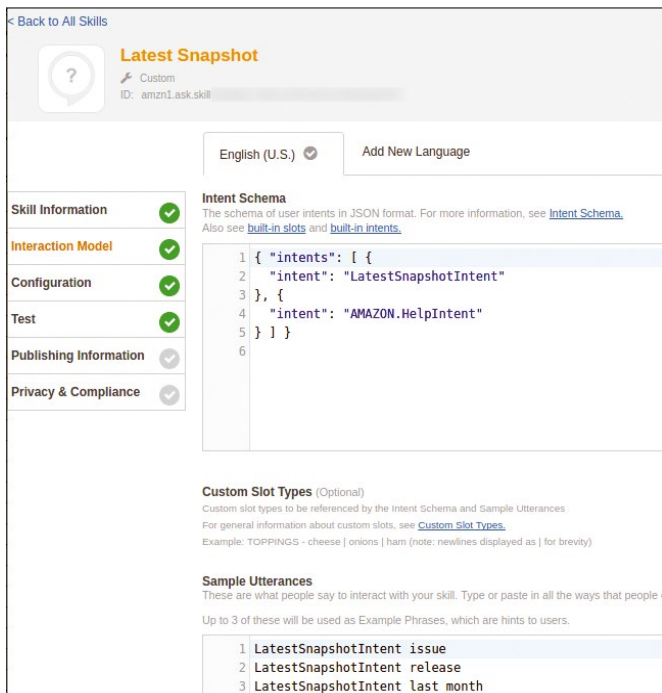 < Back to All Skills
?
Latest Snapshot
Custom
ID: amzn1.ask.skill
English (U.S.)
Add New Language
Skill Information
Interaction Model
Configuration
Test
Publishing Information
Privacy & Compliance
Intent Schema
The schema of user intents in JSON format. For more information, see Intent Schema.
Also see built-in slots and built-in intents.
1 { "intents": [ {
2 "intent": "LatestSnapshotIntent"
3 }, {
4 "intent": "AMAZON.HelpIntent"
5 } ] }
6
Custom Slot Types (Optional)
Custom slot types to be referenced by the Intent Schema and Sample Utterances
For general information about custom slots, see Custom Slot Types.
Example: TOPPINGS - cheese | onions | ham (note: newlines displayed as | for brevity)
Sample Utterances
These are what people say to interact with your skill. Type or paste in all the ways that people
Up to 3 of these will be used as Example Phrases, which are hints to users.
1 LatestSnapshotIntent issue
2 LatestSnapshotIntent release
3 LatestSnapshotIntent last month